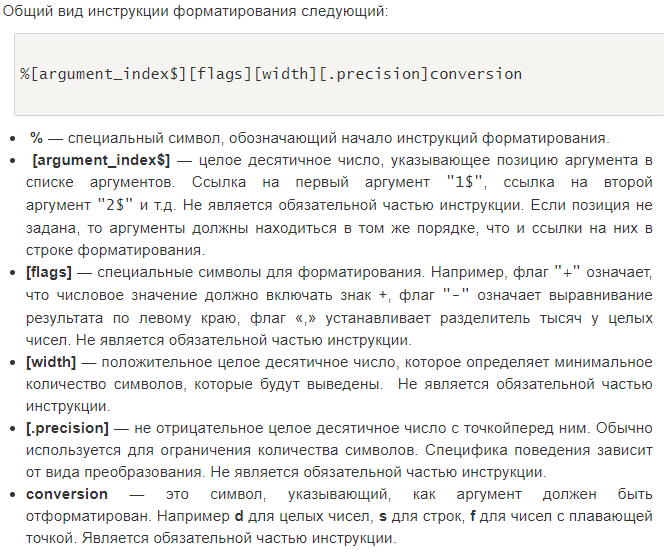 Общий вид инструкции форматирования следующий:
%[argument_index$][flags][width][.precision]conversion
• % — специальный символ, обозначающий начало инструкций форматирования.
• [argument_index$] — целое десятичное число, указывающее позицию аргумента в
списке аргументов. Ссылка на первый аргумент "1$", ссылка на второй
аргумент "2$" и т.д. Не является обязательной частью инструкции. Если позиция не
задана, то аргументы должны находиться в том же порядке, что и ссылки на них в
строке форматирования.
• [flags] — специальные символы для форматирования. Например, флаг "+" означает,
что числовое значение должно включать знак +, флаг "-" означает выравнивание
результата по левому краю, флаг «,» устанавливает разделитель тысяч у целых
чисел. Не является обязательной частью инструкции.
• [width] — положительное целое десятичное число, которое определяет минимальное
количество символов, которые будут выведены. Не является обязательной частью
инструкции.
• [.precision] — не отрицательное целое десятичное число с точкойперед ним. Обычно
используется для ограничения количества символов. Специфика поведения зависит
от вида преобразования. Не является обязательной частью инструкции.
• conversion — это символ, указывающий, как аргумент должен быть
отформатирован. Например d для целых чисел, s для строк, f для чисел с плавающей
точкой. Является обязательной частью инструкции.